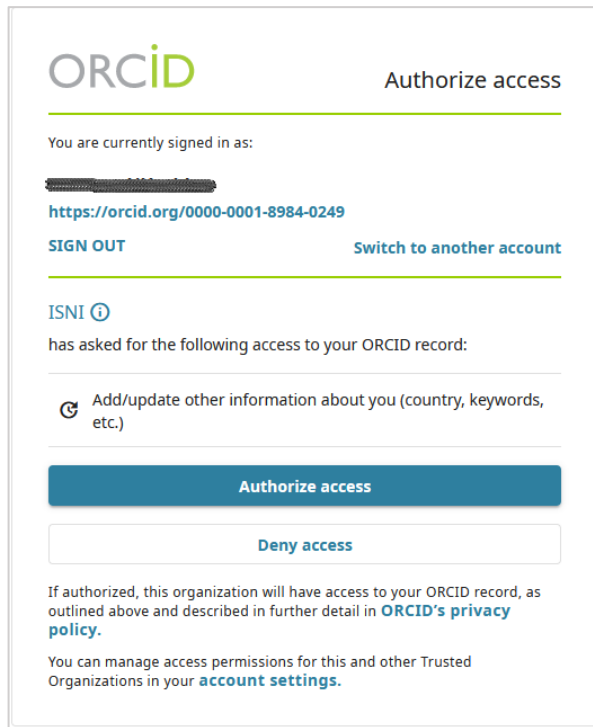 ORCiD
Authorize access
You are currently signed in as:
https://orcid.org/0000-0001-8984-0249
SIGN OUT
Switch to another account
ISNI
has asked for the following access to your ORCID record:
Add/update other information about you (country, keywords,
etc.)
Authorize access
Deny access
If authorized, this organization will have access to your ORCID record, as
outlined above and described in further detail in ORCID's privacy
policy.
You can manage access permissions for this and other Trusted
Organizations in your account settings.